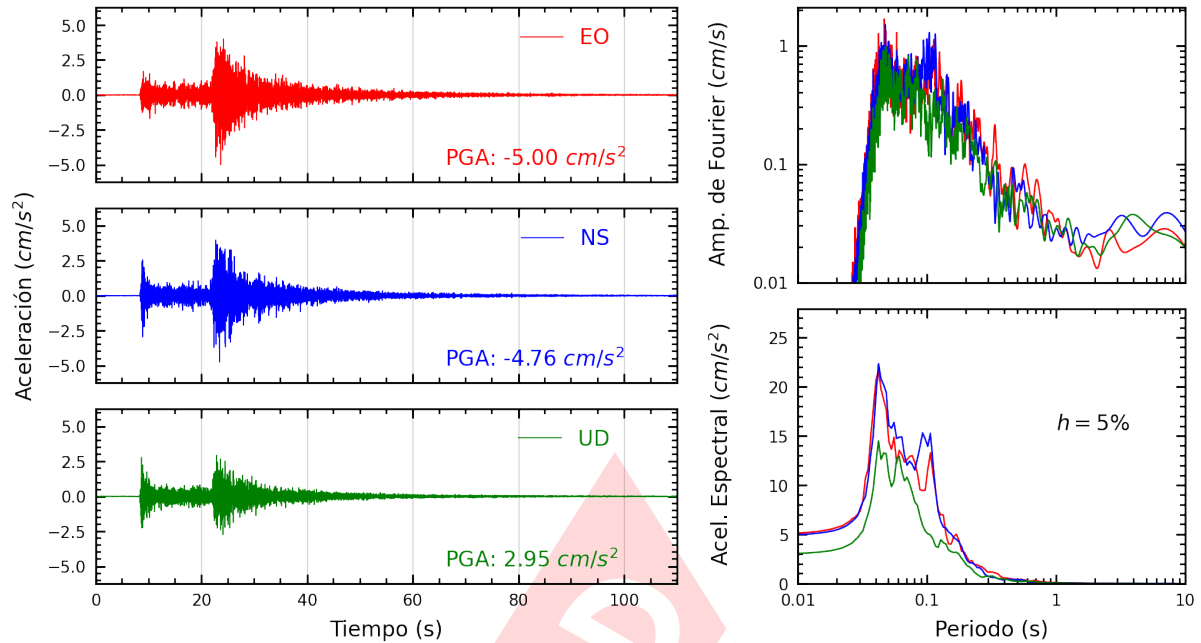 Aceleración (cm/s²)
5.0
2.5
0.0
−2.5
−5.0
EO
PGA: -5.00 cm/s²
5.0
2.5
0.0
−2.5
−5.0
NS
PGA: -4.76 cm/s²
5.0
2.5
0.0
−2.5
−5.0
UD
PGA: 2.95 cm/s²
0 20 40 60 80 100
Tiempo (s)
Amp. de Fourier (cm/s)
1
0.1
0.01
Acel. Espectral (cm/s²)
25
20
15
10
5
0
h = 5%
0.01 0.1 1 10
Periodo (s)